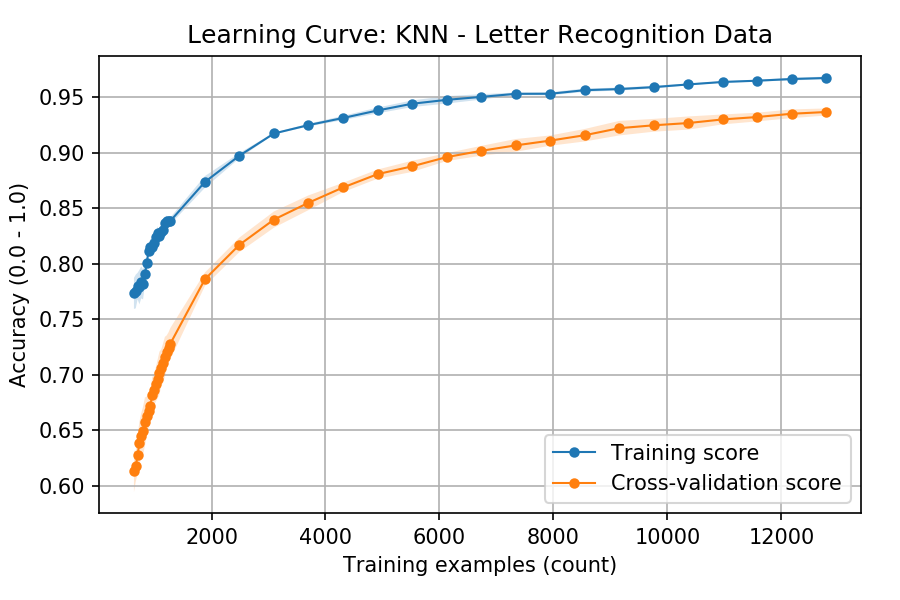 Learning Curve: KNN - Letter Recognition Data
Accuracy (0.0 - 1.0)
0.95
0.90
0.85
0.80
0.75
0.70
0.65
0.60
Training score
Cross-validation score
2000 4000 6000 8000 10000 12000
Training examples (count)